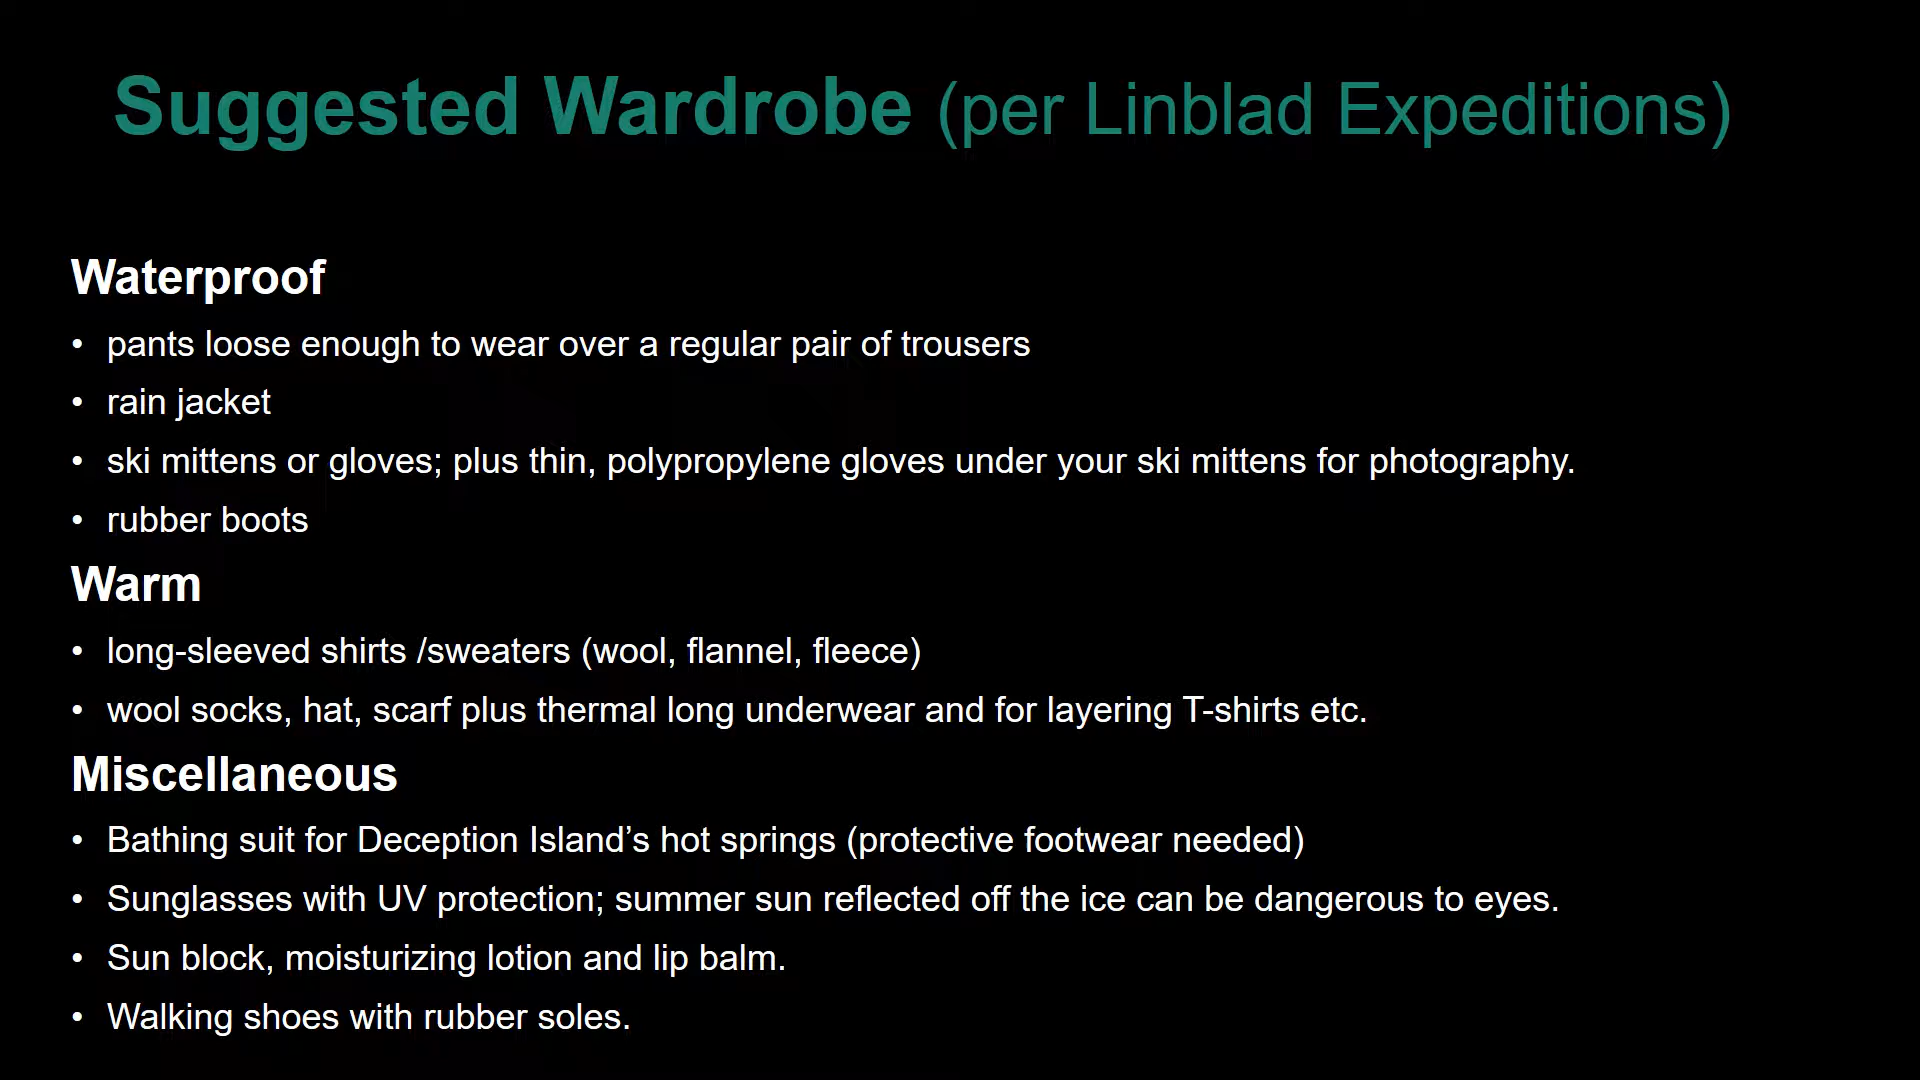 Suggested Wardrobe (per Linblad Expeditions)
Waterproof
• pants loose enough to wear over a regular pair of trousers
• rain jacket
• ski mittens or gloves; plus thin, polypropylene gloves under your ski mittens for photography.
• rubber boots
Warm
• long-sleeved shirts /sweaters (wool, flannel, fleece)
• wool socks, hat, scarf plus thermal long underwear and for layering T-shirts etc.
Miscellaneous
• Bathing suit for Deception Island’s hot springs (protective footwear needed)
• Sunglasses with UV protection; summer sun reflected off the ice can be dangerous to eyes.
• Sun block, moisturizing lotion and lip balm.
• Walking shoes with rubber soles.